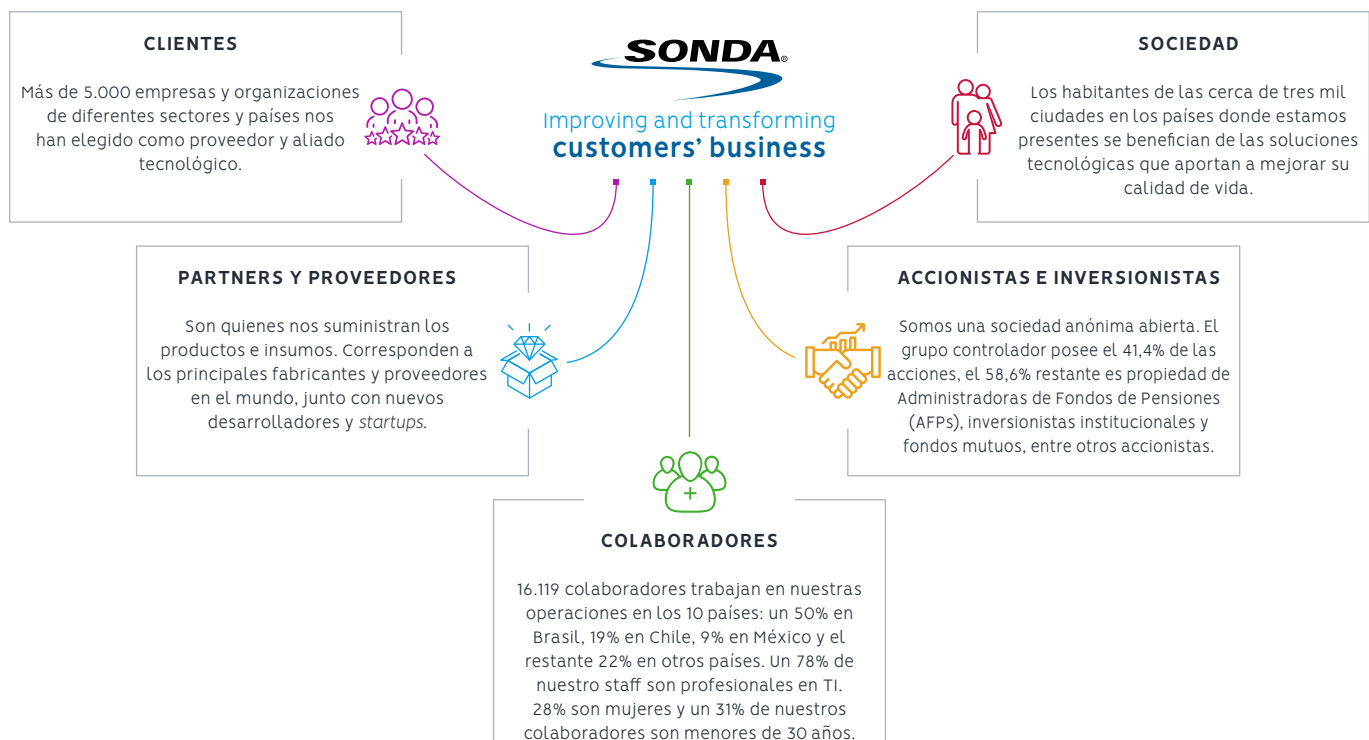 SONDA®
Improving and transforming
customers' business
CLIENTES
Más de 5.000 empresas y organizaciones
de diferentes sectores y países nos
han elegido como proveedor y aliado
tecnológico.
SOCIEDAD
Los habitantes de las cerca de tres mil
ciudades en los países donde estamos
presentes se benefician de las soluciones
tecnológicas que aportan a mejorar su
calidad de vida.
PARTNERS Y PROVEEDORES
Son quienes nos suministran los
productos e insumos. Corresponden a
los principales fabricantes y proveedores
en el mundo, junto con nuevos
desarrolladores y startups.
ACCIONISTAS E INVERSIONISTAS
Somos una sociedad anónima abierta. El
grupo controlador posee el 41,4% de las
acciones, el 58,6% restante es propiedad de
Administradoras de Fondos de Pensiones
(AFPs), inversionistas institucionales y
fondos mutuos, entre otros accionistas.
COLABORADORES
16.119 colaboradores trabajan en nuestras
operaciones en los 10 países: un 50% en
Brasil, 19% en Chile, 9% en México y el
restante 22% en otros países. Un 78% de
nuestro staff son profesionales en TI.
28% son mujeres y un 31% de nuestros
colaboradores son menores de 30 años.